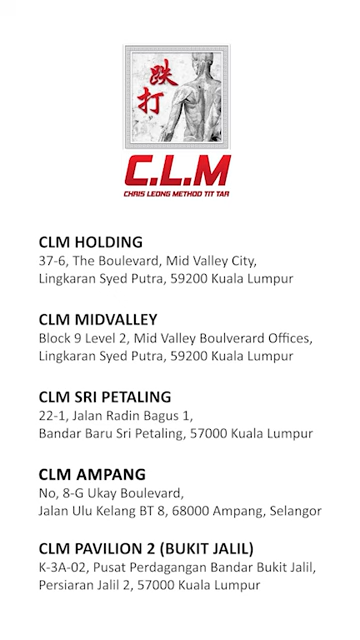 跌
打
C.L.M
CHRIS LEONG METHOD TIT TAR
CLM HOLDING
37-6, The Boulevard, Mid Valley City,
Lingkaran Syed Putra, 59200 Kuala Lumpur
CLM MIDVALLEY
Block 9 Level 2, Mid Valley Boulverard Offices,
Lingkaran Syed Putra, 59200 Kuala Lumpur
CLM SRI PETALING
22-1, Jalan Radin Bagus 1,
Bandar Baru Sri Petaling, 57000 Kuala Lumpur
CLM AMPANG
No, 8-G Ukay Boulevard,
Jalan Ulu Kelang BT 8, 68000 Ampang, Selangor
CLM PAVILION 2 (BUKIT JALIL)
K-3A-02, Pusat Perdagangan Bandar Bukit Jalil,
Persiaran Jalil 2, 57000 Kuala Lumpur